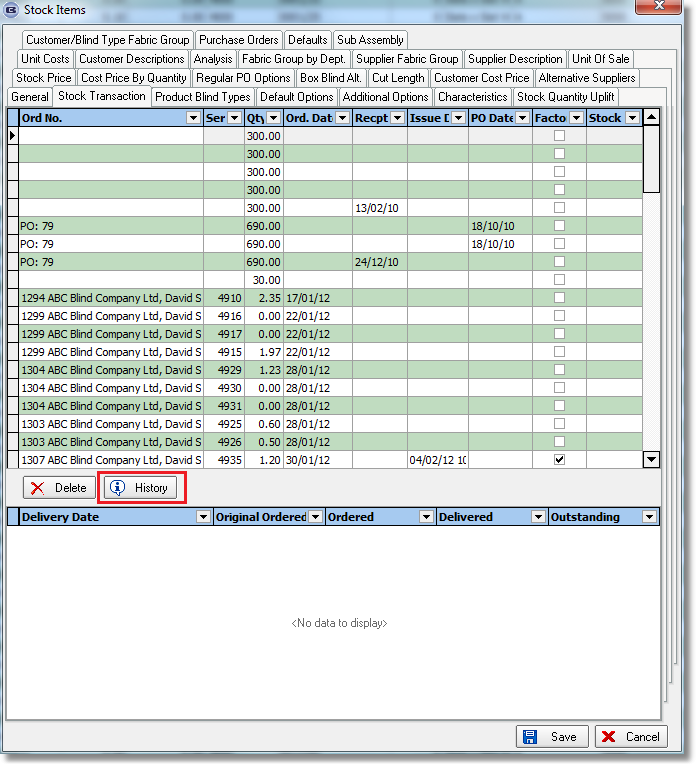 Stock Items
Customer/Blind Type Fabric Group Purchase Orders Defaults Sub Assembly
Unit Costs Customer Descriptions Analysis Fabric Group by Dept. Supplier Fabric Group Supplier Description Unit Of Sale
Stock Price Cost Price By Quantity Regular PO Options Box Blind Alt. Cut Length Customer Cost Price Alternative Suppliers
General Stock Transaction Product Blind Types Default Options Additional Options Characteristics Stock Quantity Uplift
Ord No. Ser Qty Ord. Date Recpt Issue D PO Date Facto Stock
300.00
300.00
300.00
300.00
300.00 13/02/10
PO: 79 690.00 18/10/10
PO: 79 690.00 18/10/10
PO: 79 690.00 24/12/10
30.00
1294 ABC Blind Company Ltd, David S 4910 2.35 17/01/12
1299 ABC Blind Company Ltd, David S 4916 0.00 22/01/12
1299 ABC Blind Company Ltd, David S 4917 0.00 22/01/12
1299 ABC Blind Company Ltd, David S 4915 1.97 22/01/12
1304 ABC Blind Company Ltd, David S 4929 1.23 28/01/12
1304 ABC Blind Company Ltd, David S 4930 0.00 28/01/12
1304 ABC Blind Company Ltd, David S 4931 0.00 28/01/12
1303 ABC Blind Company Ltd, David S 4925 0.60 28/01/12
1303 ABC Blind Company Ltd, David S 4926 0.50 28/01/12
1307 ABC Blind Company Ltd, David S 4935 1.20 30/01/12 04/02/12 10
Delete History
Delivery Date Original Ordered Ordered Delivered Outstanding
<No data to display>
Save Cancel